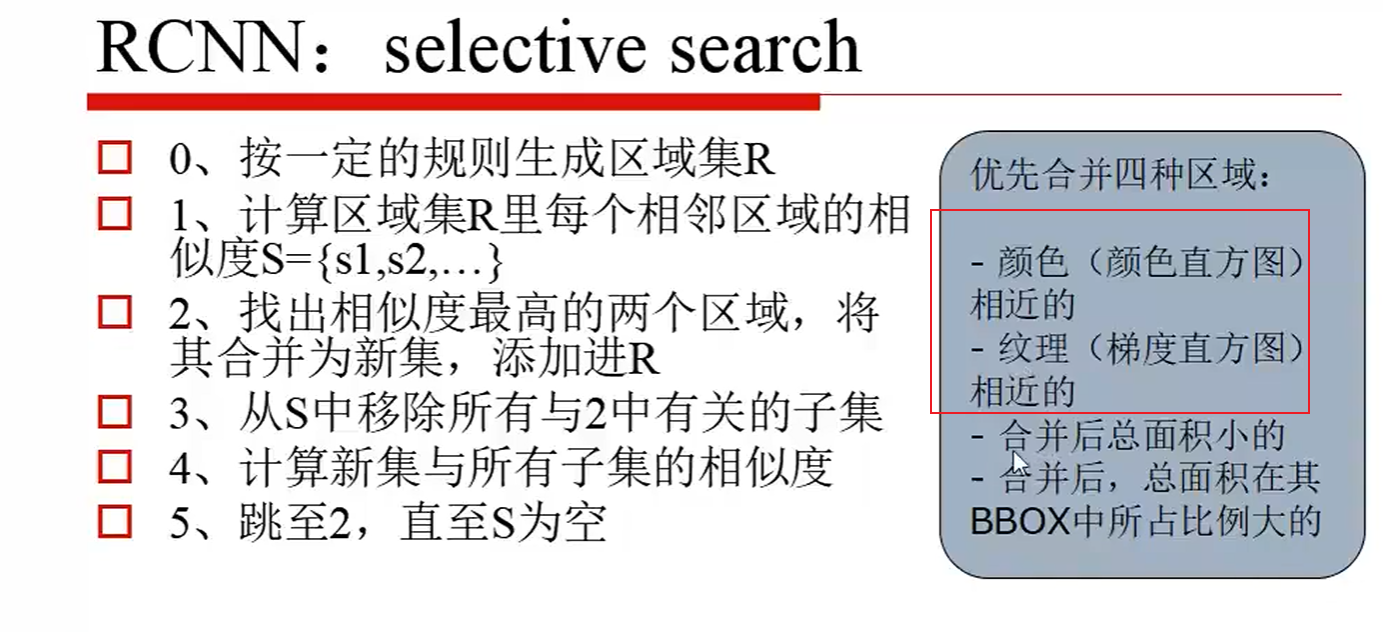 RCNN：selective search
0、按一定的规则生成区域集R
1、计算区域集R里每个相邻区域的相
似度S={s1,s2,…}
2、找出相似度最高的两个区域，将
其合并为新集，添加进R
3、从S中移除所有与2中有关的子集
4、计算新集与所有子集的相似度
5、跳至2，直至S为空
优先合并四种区域：
- 颜色（颜色直方图）
相近的
- 纹理（梯度直方图）
相近的
- 合并后总面积小的
- 合并后，总面积在其
BBOX中所占比例大的